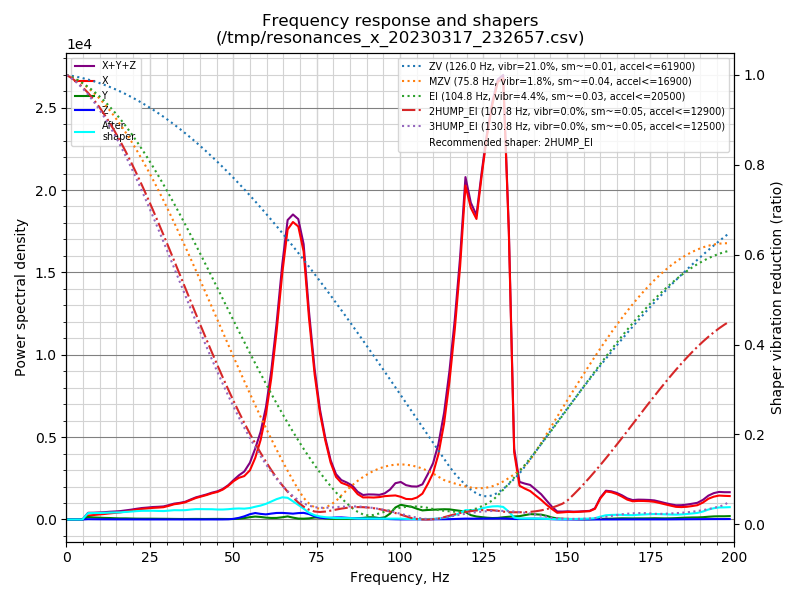 Frequency response and shapers
(/tmp/resonances_x_20230317_232657.csv)
1e4
X+Y+Z
X
Y
Z
After
shaper
ZV (126.0 Hz, vibr=21.0%, sm~=0.01, accel<=61900)
MZV (75.8 Hz, vibr=1.8%, sm~=0.04, accel<=16900)
EI (104.8 Hz, vibr=4.4%, sm~=0.03, accel<=20500)
2HUMP_EI (107.8 Hz, vibr=0.0%, sm~=0.05, accel<=12900)
3HUMP_EI (130.8 Hz, vibr=0.0%, sm~=0.05, accel<=12500)
Recommended shaper: 2HUMP_EI
Power spectral density
2.5
2.0
1.5
1.0
0.5
0.0
Shaper vibration reduction (ratio)
1.0
0.8
0.6
0.4
0.2
0.0
0 25 50 75 100 125 150 175 200
Frequency, Hz